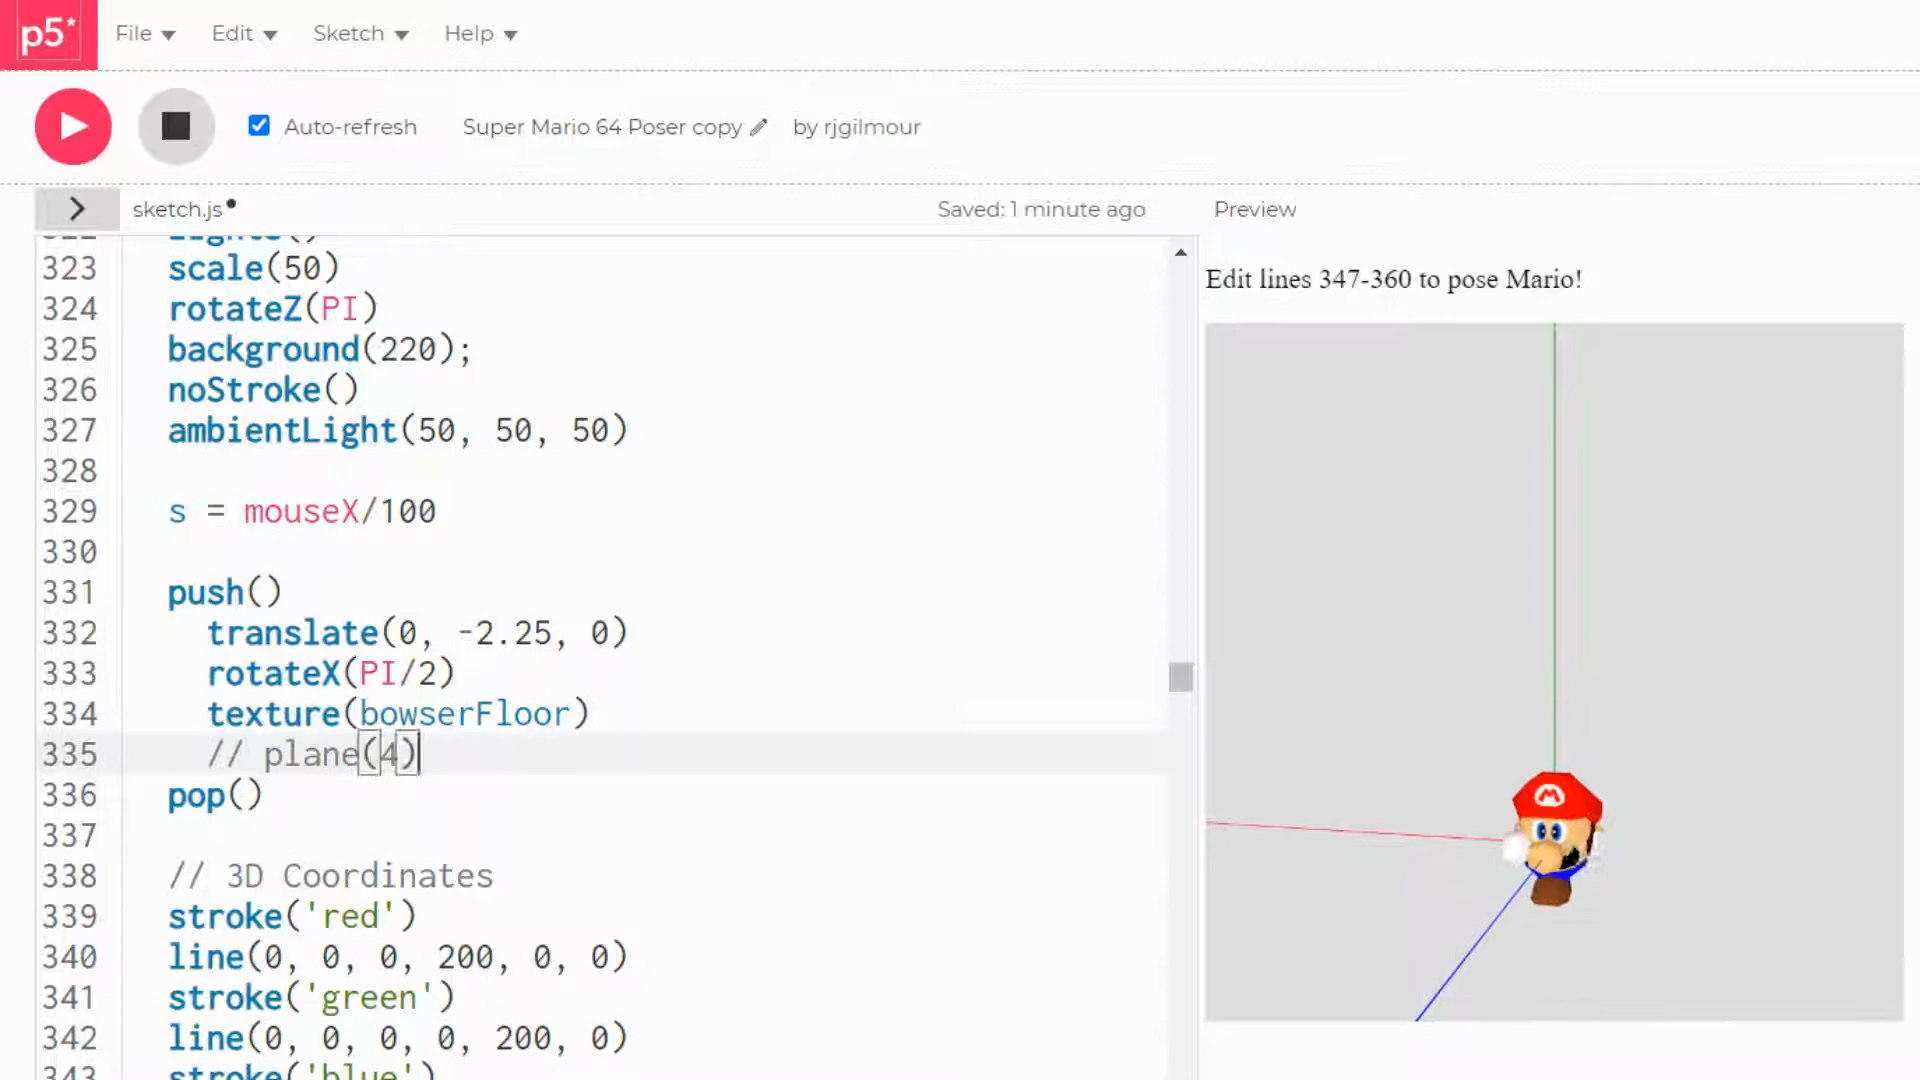 p5*
File Edit Sketch Help
Auto-refresh Super Mario 64 Poser copy by rjgilmour
sketch.js Saved: 1 minute ago Preview
322 lights()
323 scale(50)
324 rotateZ(PI)
325 background(220);
326 noStroke()
327 ambientLight(50, 50, 50)
328
329 s = mouseX/100
330
331 push()
332 translate(0, -2.25, 0)
333 rotateX(PI/2)
334 texture(bowserFloor)
335 // plane(4)
336 pop()
337
338 // 3D Coordinates
339 stroke('red')
340 line(0, 0, 0, 200, 0, 0)
341 stroke('green')
342 line(0, 0, 0, 0, 200, 0)
343 stroke('blue')
Edit lines 347-360 to pose Mario!
M